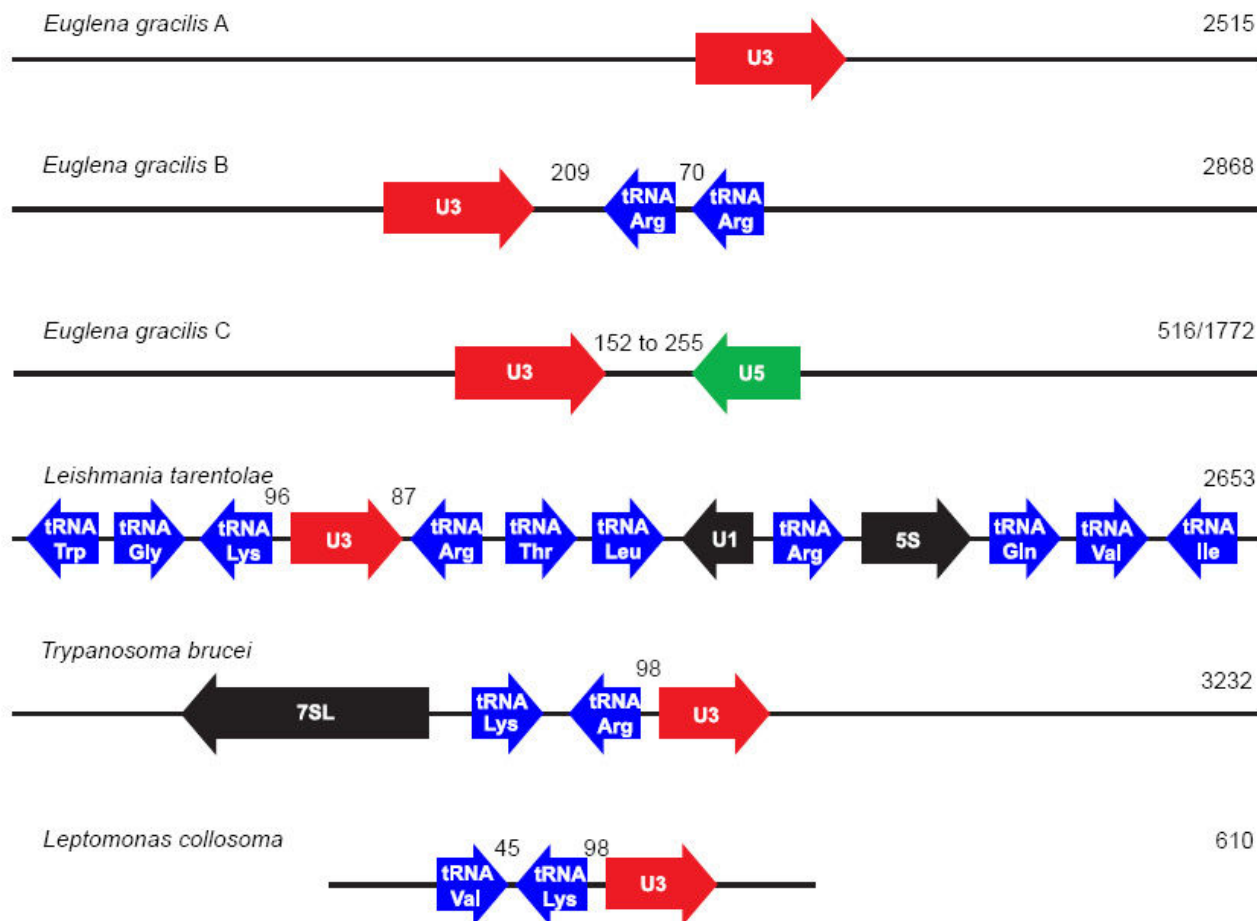 Euglena gracilis A
2515
U3
Euglena gracilis B
209
70
2868
U3
tRNA
Arg
tRNA
Arg
Euglena gracilis C
152 to 255
516/1772
U3
U5
Leishmania tarentolae
96
87
2653
tRNA
Trp
tRNA
Gly
tRNA
Lys
U3
tRNA
Arg
tRNA
Thr
tRNA
Leu
U1
tRNA
Arg
5S
tRNA
Gln
tRNA
Val
tRNA
Ile
Trypanosoma brucei
98
3232
7SL
tRNA
Lys
tRNA
Arg
U3
Leptomonas collosoma
45
98
610
tRNA
Val
tRNA
Lys
U3